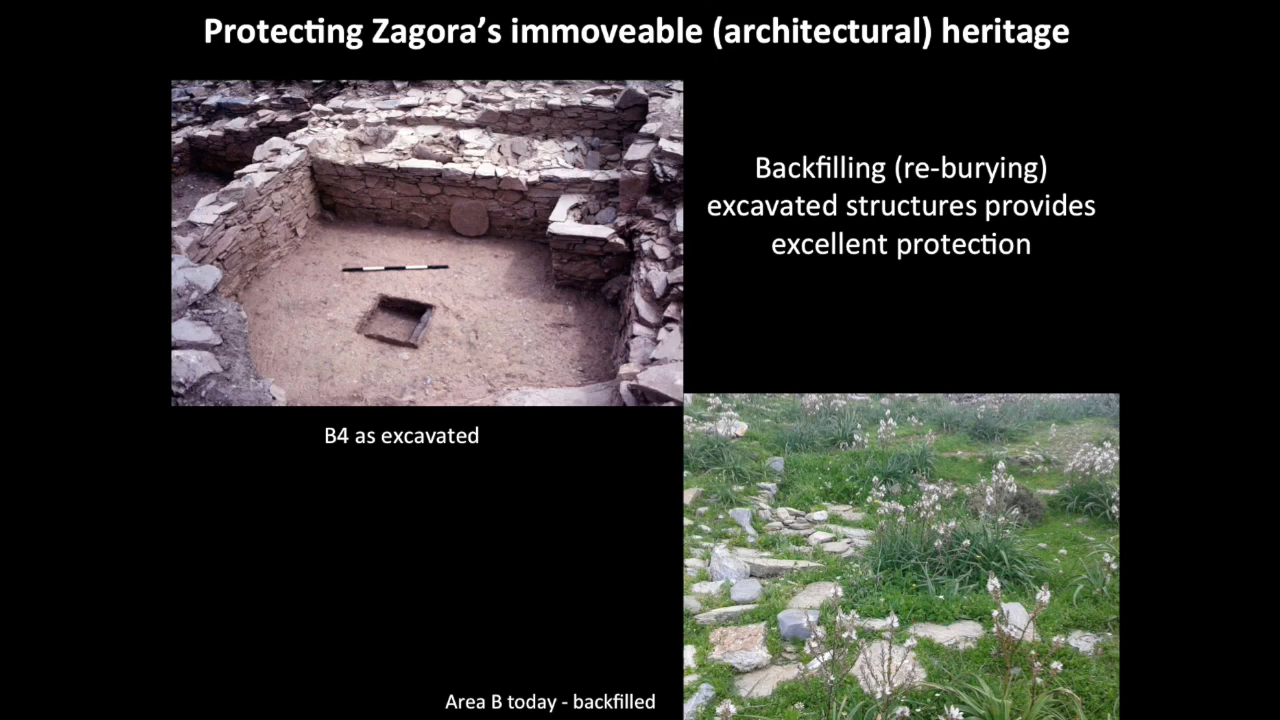 Protecting Zagora’s immoveable (architectural) heritage
Backfilling (re-burying)
excavated structures provides
excellent protection
B4 as excavated
Area B today - backfilled